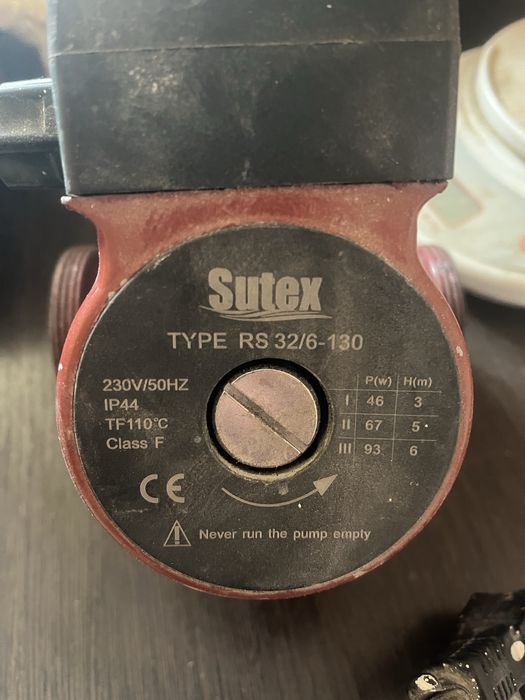 Sutex
TYPE RS 32/6-130
230V/50HZ
IP44
TF110°C
Class F
P(w) H(m)
I 46 3
II 67 5
III 93 6
CE
Never run the pump empty